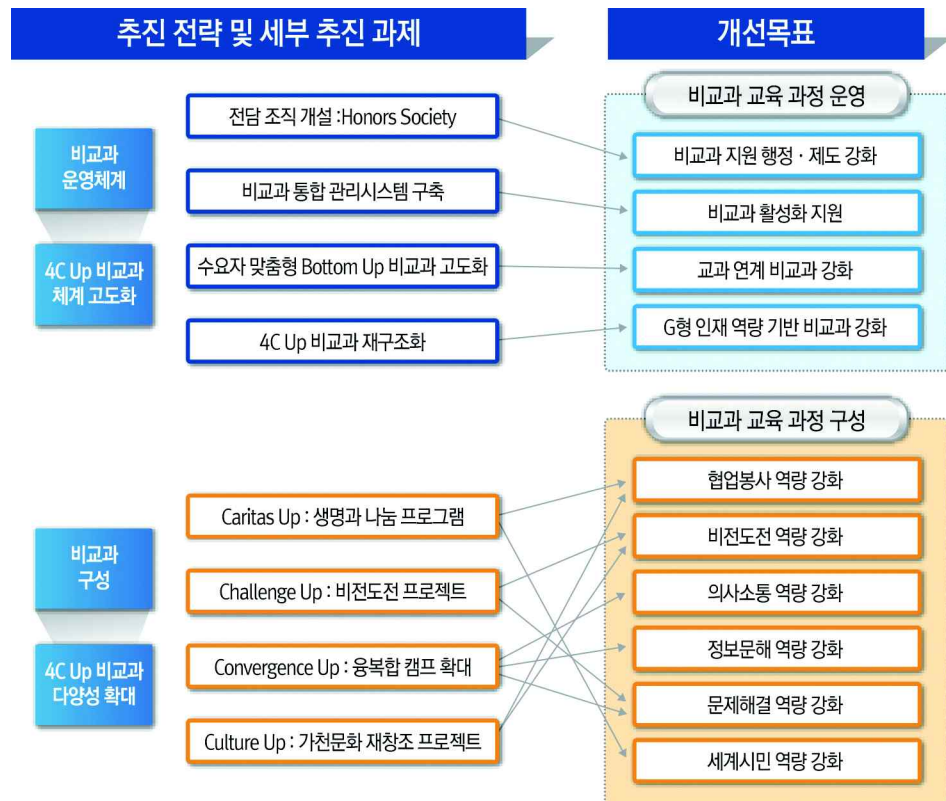 추진 전략 및 세부 추진 과제
개선목표
비교과
운영체계
4C Up 비교과
체계 고도화
전담 조직 개설 :Honors Society
비교과 통합 관리시스템 구축
수요자 맞춤형 Bottom Up 비교과 고도화
4C Up 비교과 재구조화
비교과 교육 과정 운영
비교과 지원 행정 · 제도 강화
비교과 활성화 지원
교과 연계 비교과 강화
G형 인재 역량 기반 비교과 강화
비교과
구성
4C Up 비교과
다양성 확대
Caritas Up : 생명과 나눔 프로그램
Challenge Up : 비전도전 프로젝트
Convergence Up : 융복합 캠프 확대
Culture Up : 가천문화 재창조 프로젝트
비교과 교육 과정 구성
협업봉사 역량 강화
비전도전 역량 강화
의사소통 역량 강화
정보문해 역량 강화
문제해결 역량 강화
세계시민 역량 강화